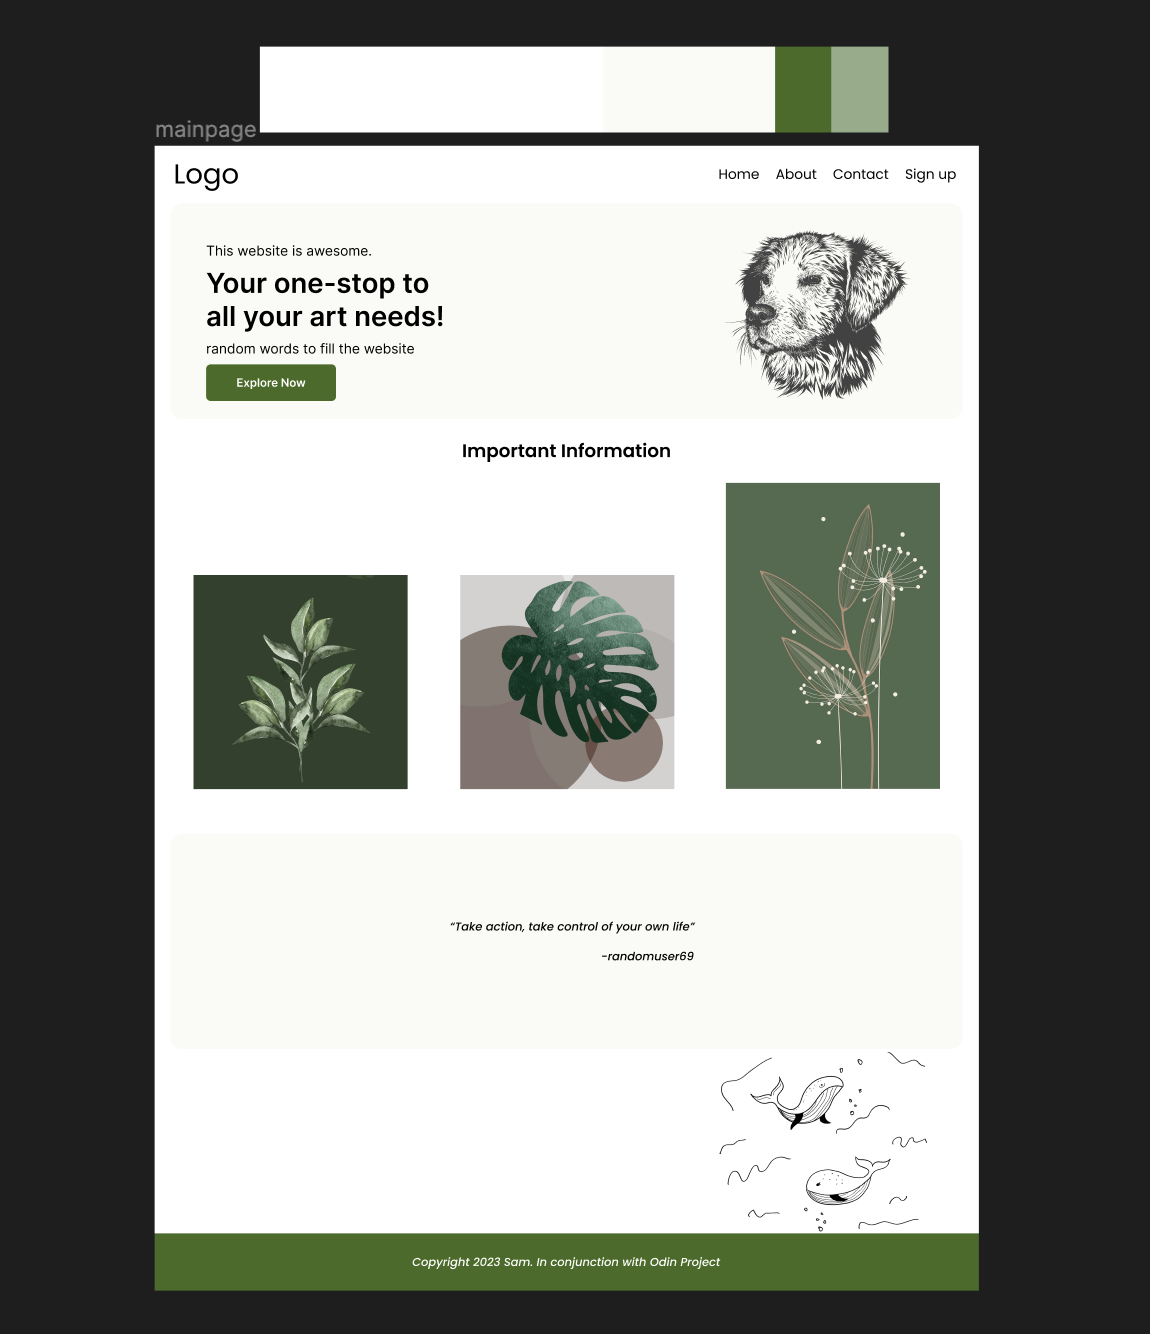 mainpage
Logo
Home About Contact Sign up
This website is awesome.
Your one-stop to
all your art needs!
random words to fill the website
Explore Now
Important Information
“Take action, take control of your own life”
-randomuser69
Copyright 2023 Sam. In conjunction with Odin Project